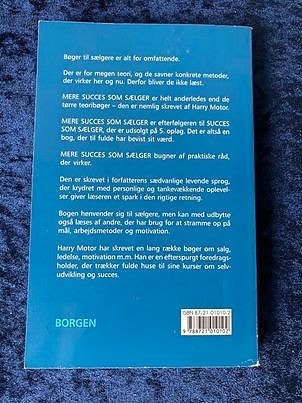 Bøger til sælgere er alt for omfattende.
Der er for megen teori, og de savner konkrete metoder,
der virker her og nu. Derfor bliver de ikke læst.
MERE SUCCES SOM SÆLGER er helt anderledes end de
tørre teoribøger – den er nemlig skrevet af Harry Motor.
MERE SUCCES SOM SÆLGER er efterfølgeren til SUCCES
SOM SÆLGER, der er udsolgt på 5. oplag. Det er altså en
bog, der til fulde har bevist sit værd.
MERE SUCCES SOM SÆLGER bugner af praktiske råd,
der virker.
Den er skrevet i forfatterens sædvanlige levende sprog,
der krydret med personlige og tankevækkende oplevel-
ser giver læseren et spark i den rigtige retning.
Bogen henvender sig til sælgere, men kan med udbytte
også læses af andre, der har brug for at stramme op på
mål, arbejdsmetoder og motivation.
Harry Motor har skrevet en lang række bøger om salg,
ledelse, motivation m.m. Han er en efterspurgt foredrags-
holder, der trækker fulde huse til sine kurser om selv-
udvikling og succes.
BORGEN
ISBN 87-21-01010-2
9 788721 010102